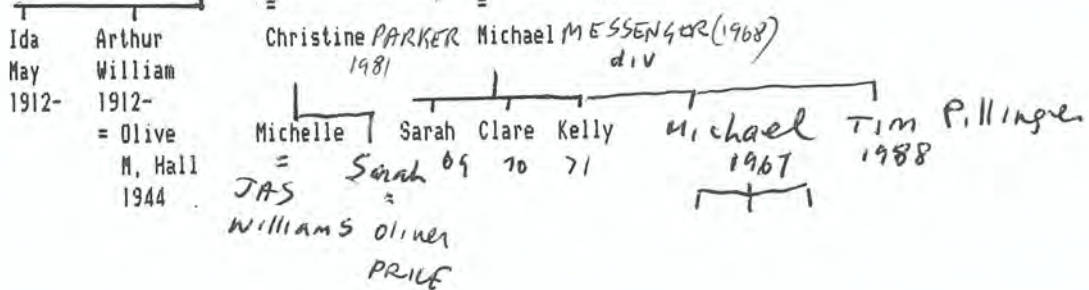 = =
Ida Arthur Christine PARKER Michael MESSENGER (1968)
May William 1981 div
1912- 1912-
= Olive Michelle Sarah Clare Kelly Michael Tim Pillinger
M. Hall = Sarah 69 70 71 1967 1988
1944 JAS =
Williams Oliver
PRICE